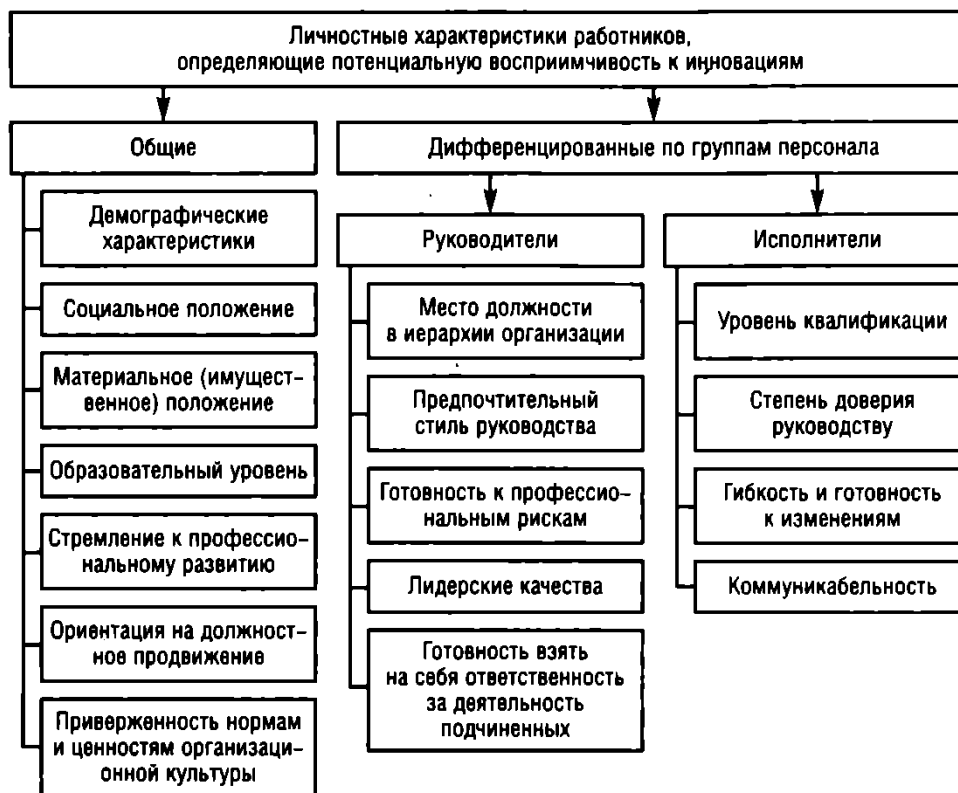 Личностные характеристики работников,
определяющие потенциальную восприимчивость к инновациям
Общие
Дифференцированные по группам персонала
Демографические
характеристики
Социальное положение
Материальное (имущест-
венное) положение
Образовательный уровень
Стремление к профессио-
нальному развитию
Ориентация на должност-
ное продвижение
Приверженность нормам
и ценностям организаци-
онной культуры
Руководители
Место должности
в иерархии организации
Предпочтительный
стиль руководства
Готовность к профессио-
нальным рискам
Лидерские качества
Готовность взять
на себя ответственность
за деятельность
подчиненных
Исполнители
Уровень квалификации
Степень доверия
руководству
Гибкость и готовность
к изменениям
Коммуникабельность